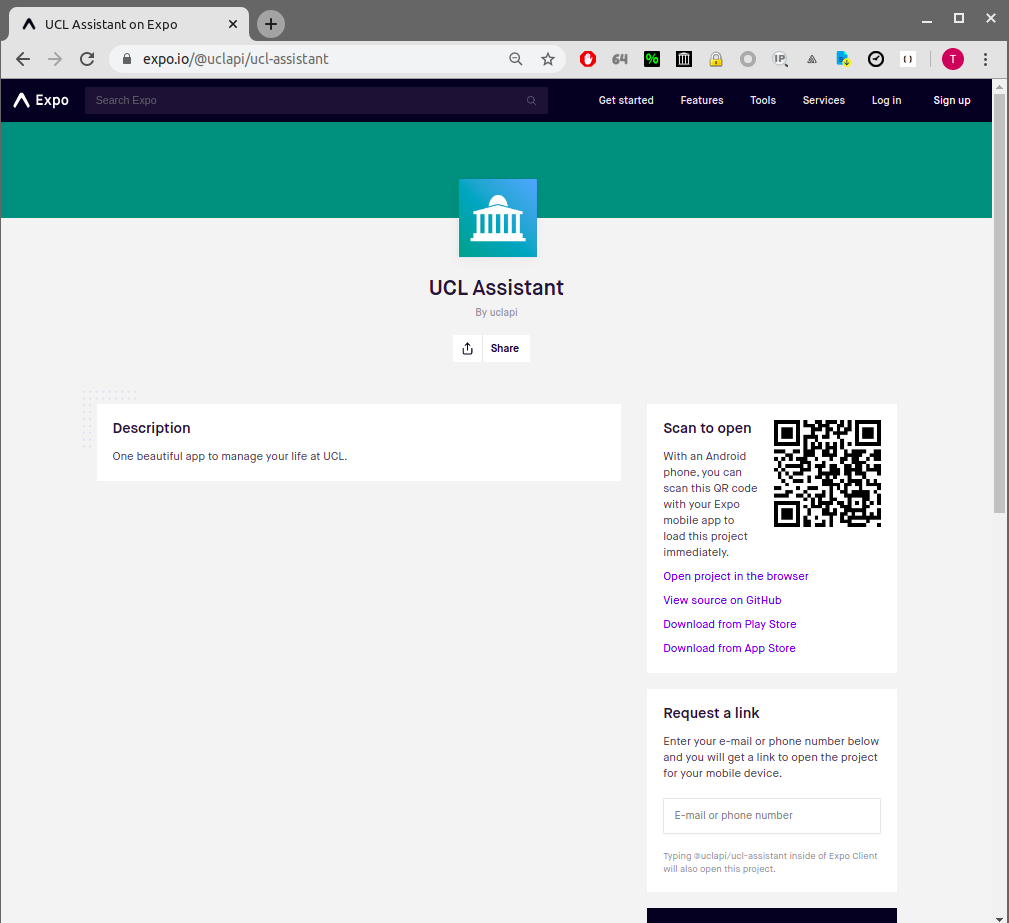 UCL Assistant on Expo
expo.io/@uclapi/ucl-assistant
64
%
IP
( )
T
Expo
Search Expo
Get started
Features
Tools
Services
Log in
Sign up
UCL Assistant
By uclapi
Share
Description
One beautiful app to manage your life at UCL.
Scan to open
With an Android
phone, you can
scan this QR code
with your Expo
mobile app to
load this project
immediately.
Open project in the browser
View source on GitHub
Download from Play Store
Download from App Store
Request a link
Enter your e-mail or phone number below
and you will get a link to open the project
for your mobile device.
E-mail or phone number
Typing @uclapi/ucl-assistant inside of Expo Client
will also open this project.